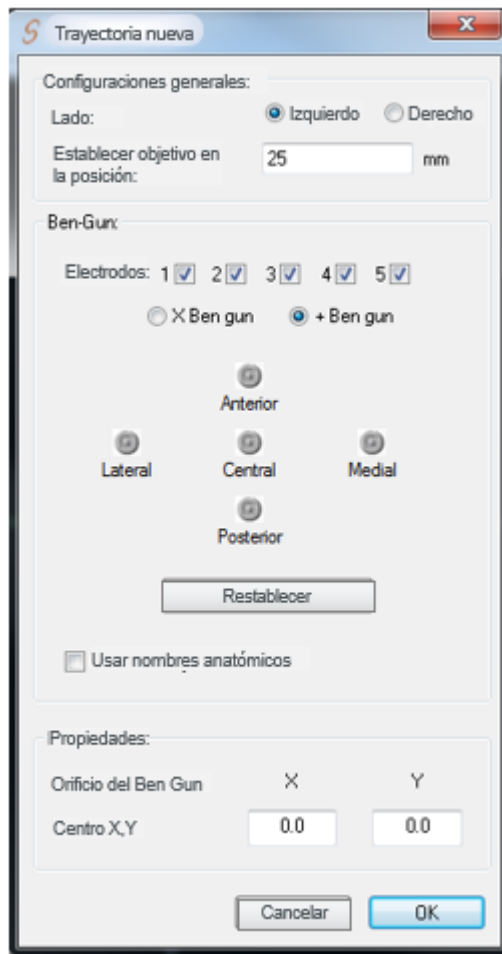 S Trayectoria nueva X
Configuraciones generales:
Lado: Izquierdo Derecho
Establecer objetivo en
la posición: 25 mm
Ben-Gun:
Electrodos: 1 2 3 4 5
X Ben gun + Ben gun
Anterior
Lateral Central Medial
Posterior
Restablecer
Usar nombres anatómicos
Propiedades:
Orificio del Ben Gun X Y
Centro X,Y 0.0 0.0
Cancelar OK